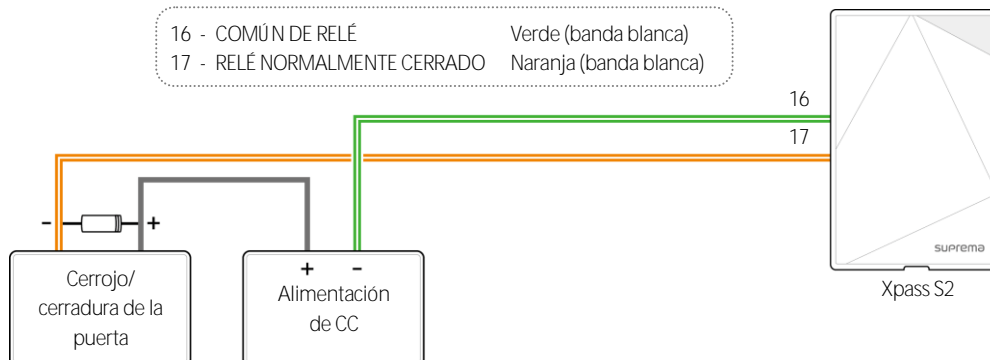 16 - COMÚN DE RELÉ Verde (banda blanca)
17 - RELÉ NORMALMENTE CERRADO Naranja (banda blanca)
16
17
- +
+ -
Cerrojo/
cerradura de la
puerta
Alimentación
de CC
suprema
Xpass S2